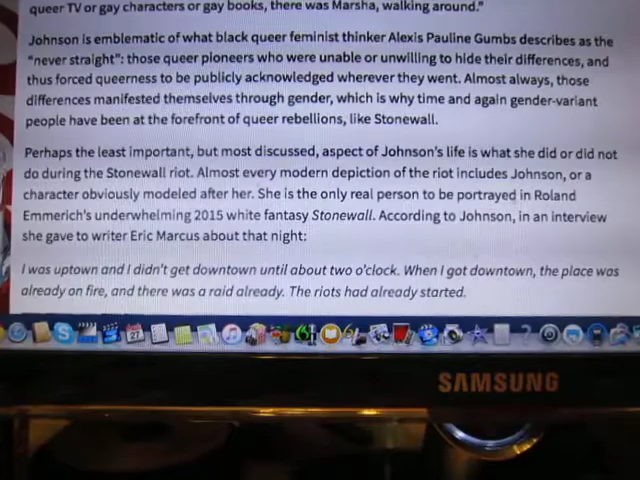 queer TV or gay characters or gay books, there was Marsha, walking around."
Johnson is emblematic of what black queer feminist thinker Alexis Pauline Gumbs describes as the
"never straight": those queer pioneers who were unable or unwilling to hide their differences, and
thus forced queerness to be publicly acknowledged wherever they went. Almost always, those
differences manifested themselves through gender, which is why time and again gender-variant
people have been at the forefront of queer rebellions, like Stonewall.
Perhaps the least important, but most discussed, aspect of Johnson's life is what she did or did not
do during the Stonewall riot. Almost every modern depiction of the riot includes Johnson, or a
character obviously modeled after her. She is the only real person to be portrayed in Roland
Emmerich's underwhelming 2015 white fantasy Stonewall. According to Johnson, in an interview
she gave to writer Eric Marcus about that night:
I was uptown and I didn't get downtown until about two o'clock. When I got downtown, the place was
already on fire, and there was a raid already. The riots had already started.
27
SAMSUNG